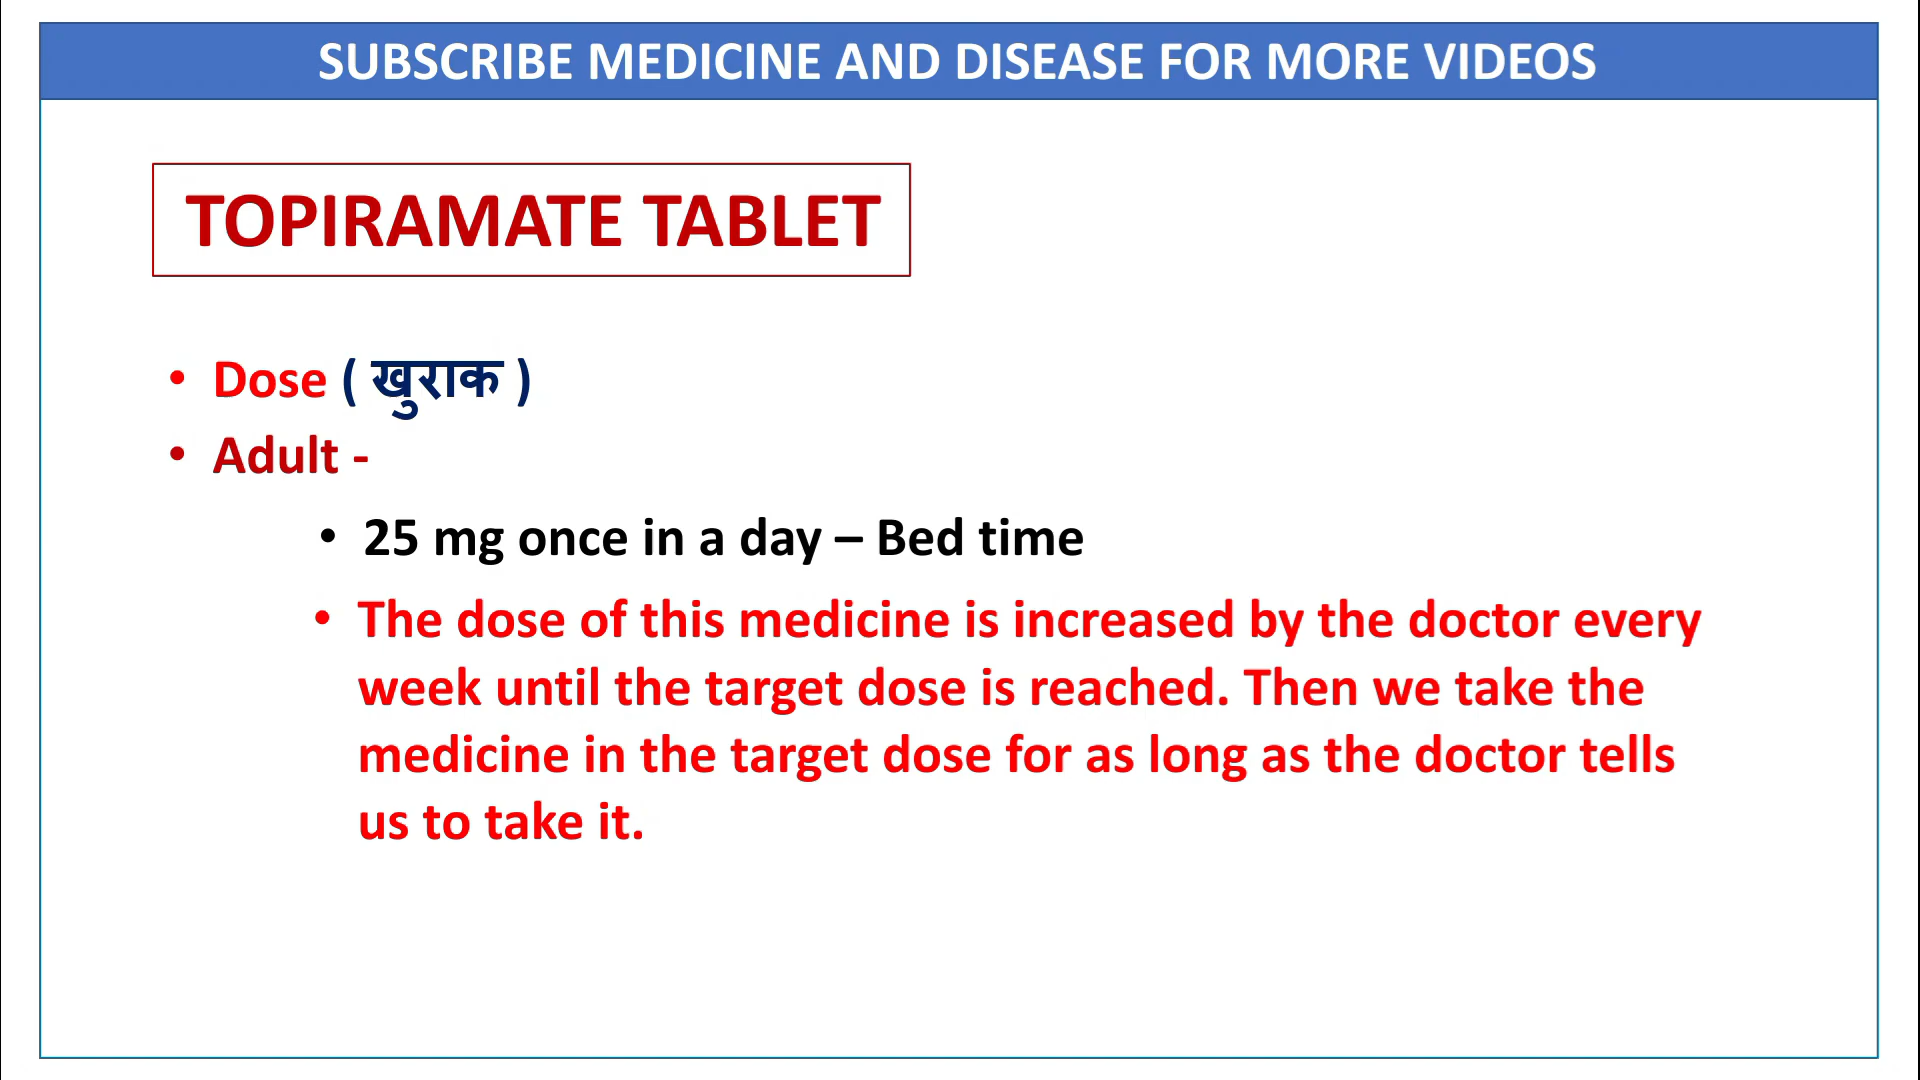 SUBSCRIBE MEDICINE AND DISEASE FOR MORE VIDEOS
TOPIRAMATE TABLET
• Dose ( खुराक )
• Adult -
• 25 mg once in a day – Bed time
• The dose of this medicine is increased by the doctor every
week until the target dose is reached. Then we take the
medicine in the target dose for as long as the doctor tells
us to take it.